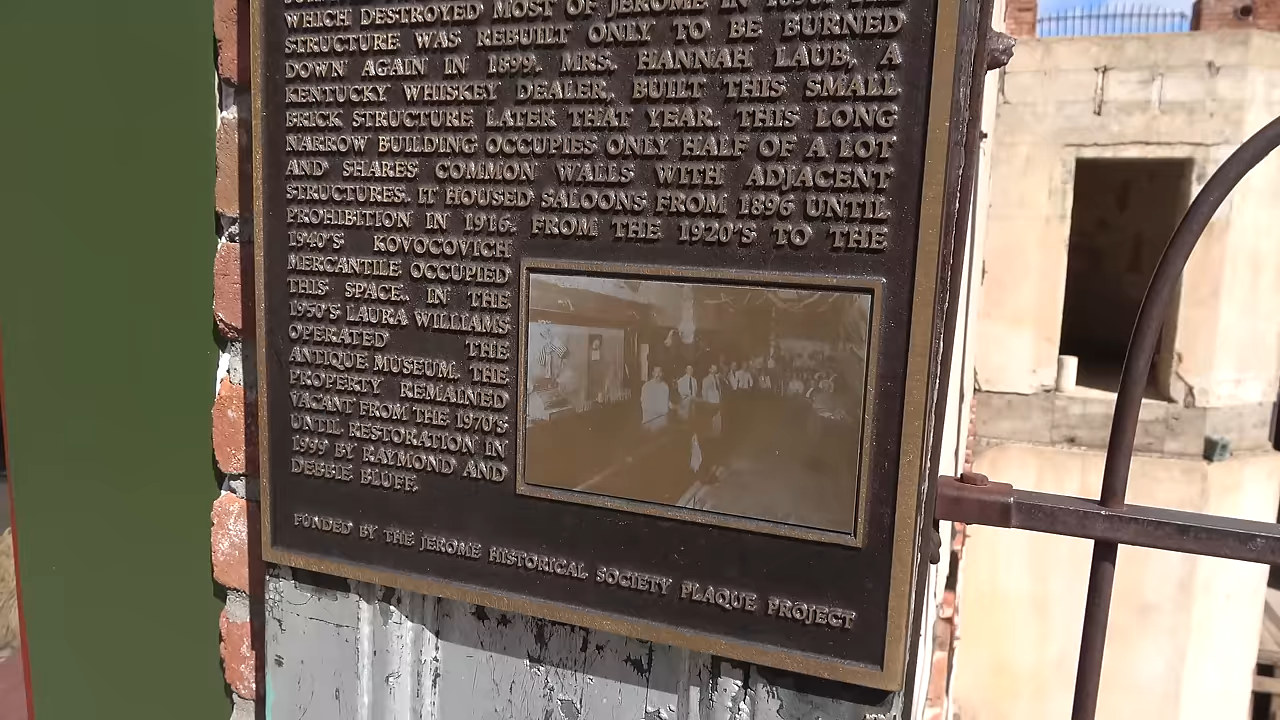 WHICH DESTROYED MOST OF JEROME IN
STRUCTURE WAS REBUILT ONLY TO BE BURNED
DOWN AGAIN IN 1899. MRS. HANNAH LAUB, A
KENTUCKY WHISKEY DEALER, BUILT THIS SMALL
BRICK STRUCTURE LATER THAT YEAR. THIS LONG
NARROW BUILDING OCCUPIES ONLY HALF OF A LOT
AND SHARES COMMON WALLS WITH ADJACENT
STRUCTURES. IT HOUSED SALOONS FROM 1896 UNTIL
PROHIBITION IN 1916. FROM THE 1920'S TO THE
1940'S KOVOCOVICH
MERCANTILE OCCUPIED
THIS SPACE. IN THE
1950'S LAURA WILLIAMS
OPERATED THE
ANTIQUE MUSEUM. THE
PROPERTY REMAINED
VACANT FROM THE 1970'S
UNTIL RESTORATION IN
1999 BY RAYMOND AND
DEBBIE BLUFF.
FUNDED BY THE JEROME HISTORICAL SOCIETY PLAQUE PROJECT